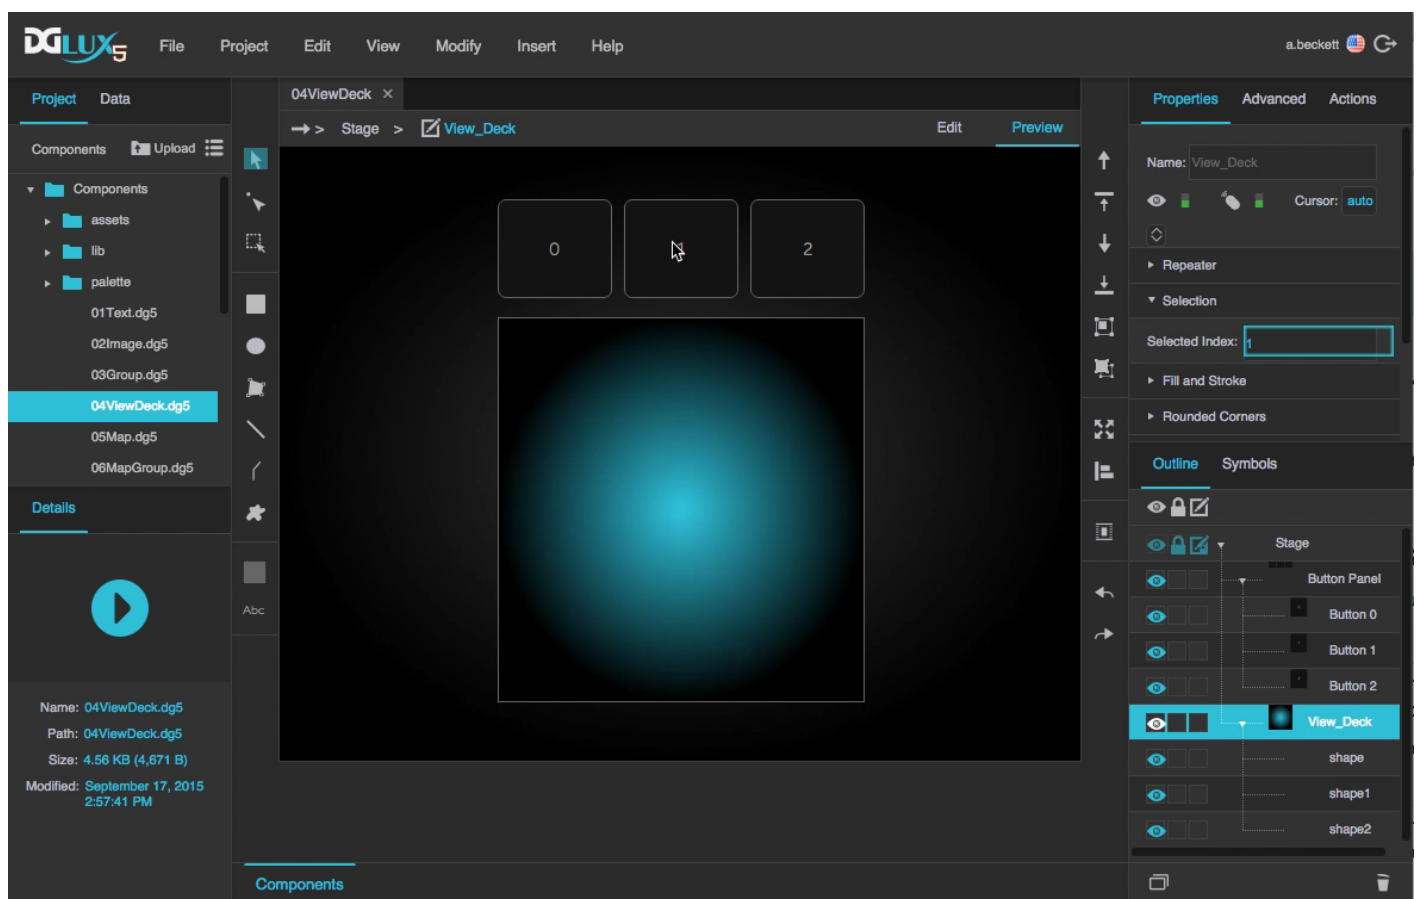 DGLUX5
File Project Edit View Modify Insert Help
a.beckett
Project Data
04ViewDeck ×
Properties Advanced Actions
> Stage > View_Deck
Edit Preview
Components Upload
Name: View_Deck
Components
Cursor: auto
assets
lib
palette
01Text.dg5
02Image.dg5
03Group.dg5
04ViewDeck.dg5
05Map.dg5
06MapGroup.dg5
0
2
Repeater
Selection
Selected Index: 1
Fill and Stroke
Rounded Corners
Details
Outline Symbols
Abc
Stage
Button Panel
Button 0
Button 1
Button 2
View_Deck
shape
shape1
shape2
Name: 04ViewDeck.dg5
Path: 04ViewDeck.dg5
Size: 4.56 KB (4,671 B)
Modified: September 17, 2015
2:57:41 PM
Components